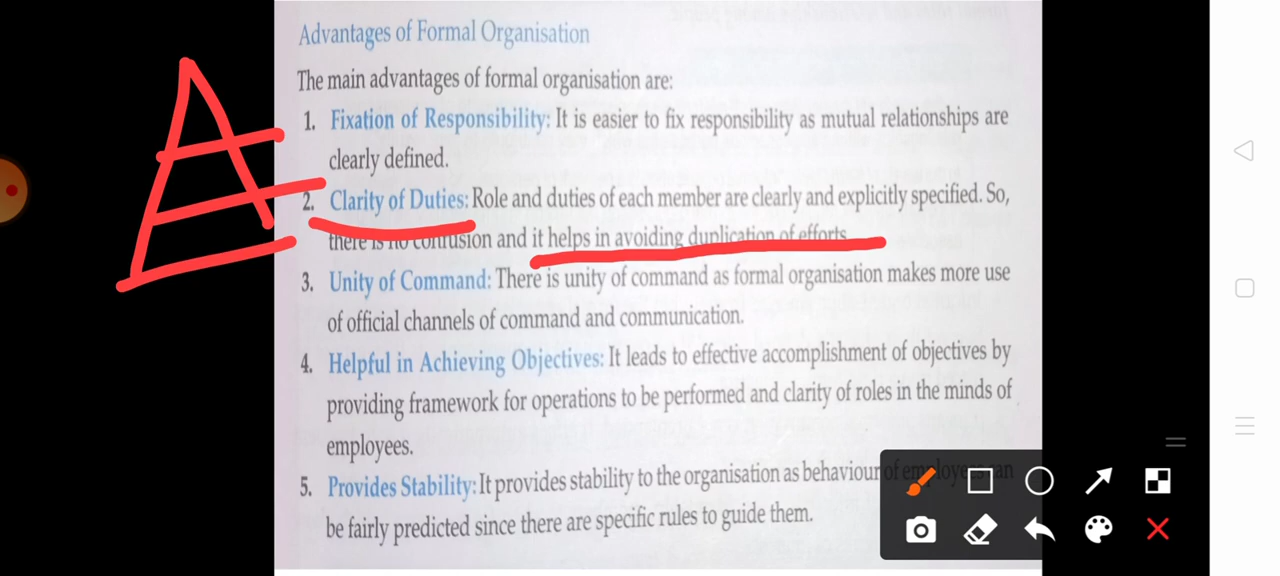 Advantages of Formal Organisation
The main advantages of formal organisation are:
1. Fixation of Responsibility: It is easier to fix responsibility as mutual relationships are
clearly defined.
2. Clarity of Duties: Role and duties of each member are clearly and explicitly specified. So,
there is no confusion and it helps in avoiding duplication of efforts.
3. Unity of Command: There is unity of command as formal organisation makes more use
of official channels of command and communication.
4. Helpful in Achieving Objectives: It leads to effective accomplishment of objectives by
providing framework for operations to be performed and clarity of roles in the minds of
employees.
5. Provides Stability: It provides stability to the organisation as behaviour of employees can
be fairly predicted since there are specific rules to guide them.